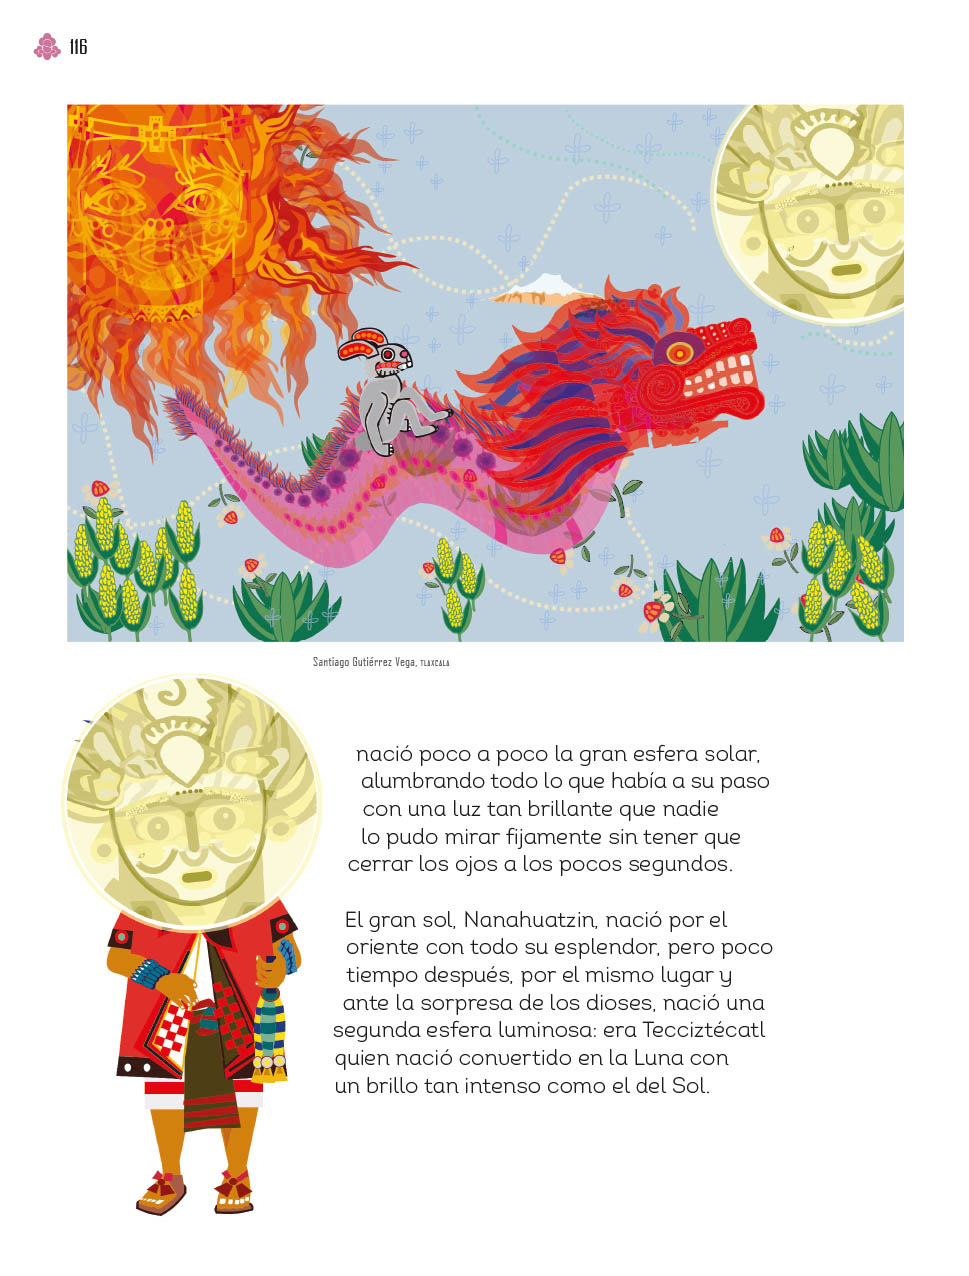 116
Santiago Gutiérrez Vega, TLAXCALA
nació poco a poco la gran esfera solar,
alumbrando todo lo que había a su paso
con una luz tan brillante que nadie
lo pudo mirar fijamente sin tener que
cerrar los ojos a los pocos segundos.
El gran sol, Nanahuatzin, nació por el
oriente con todo su esplendor, pero poco
tiempo después, por el mismo lugar y
ante la sorpresa de los dioses, nació una
segunda esfera luminosa: era Tecciztécatl
quien nació convertido en la Luna con
un brillo tan intenso como el del Sol.